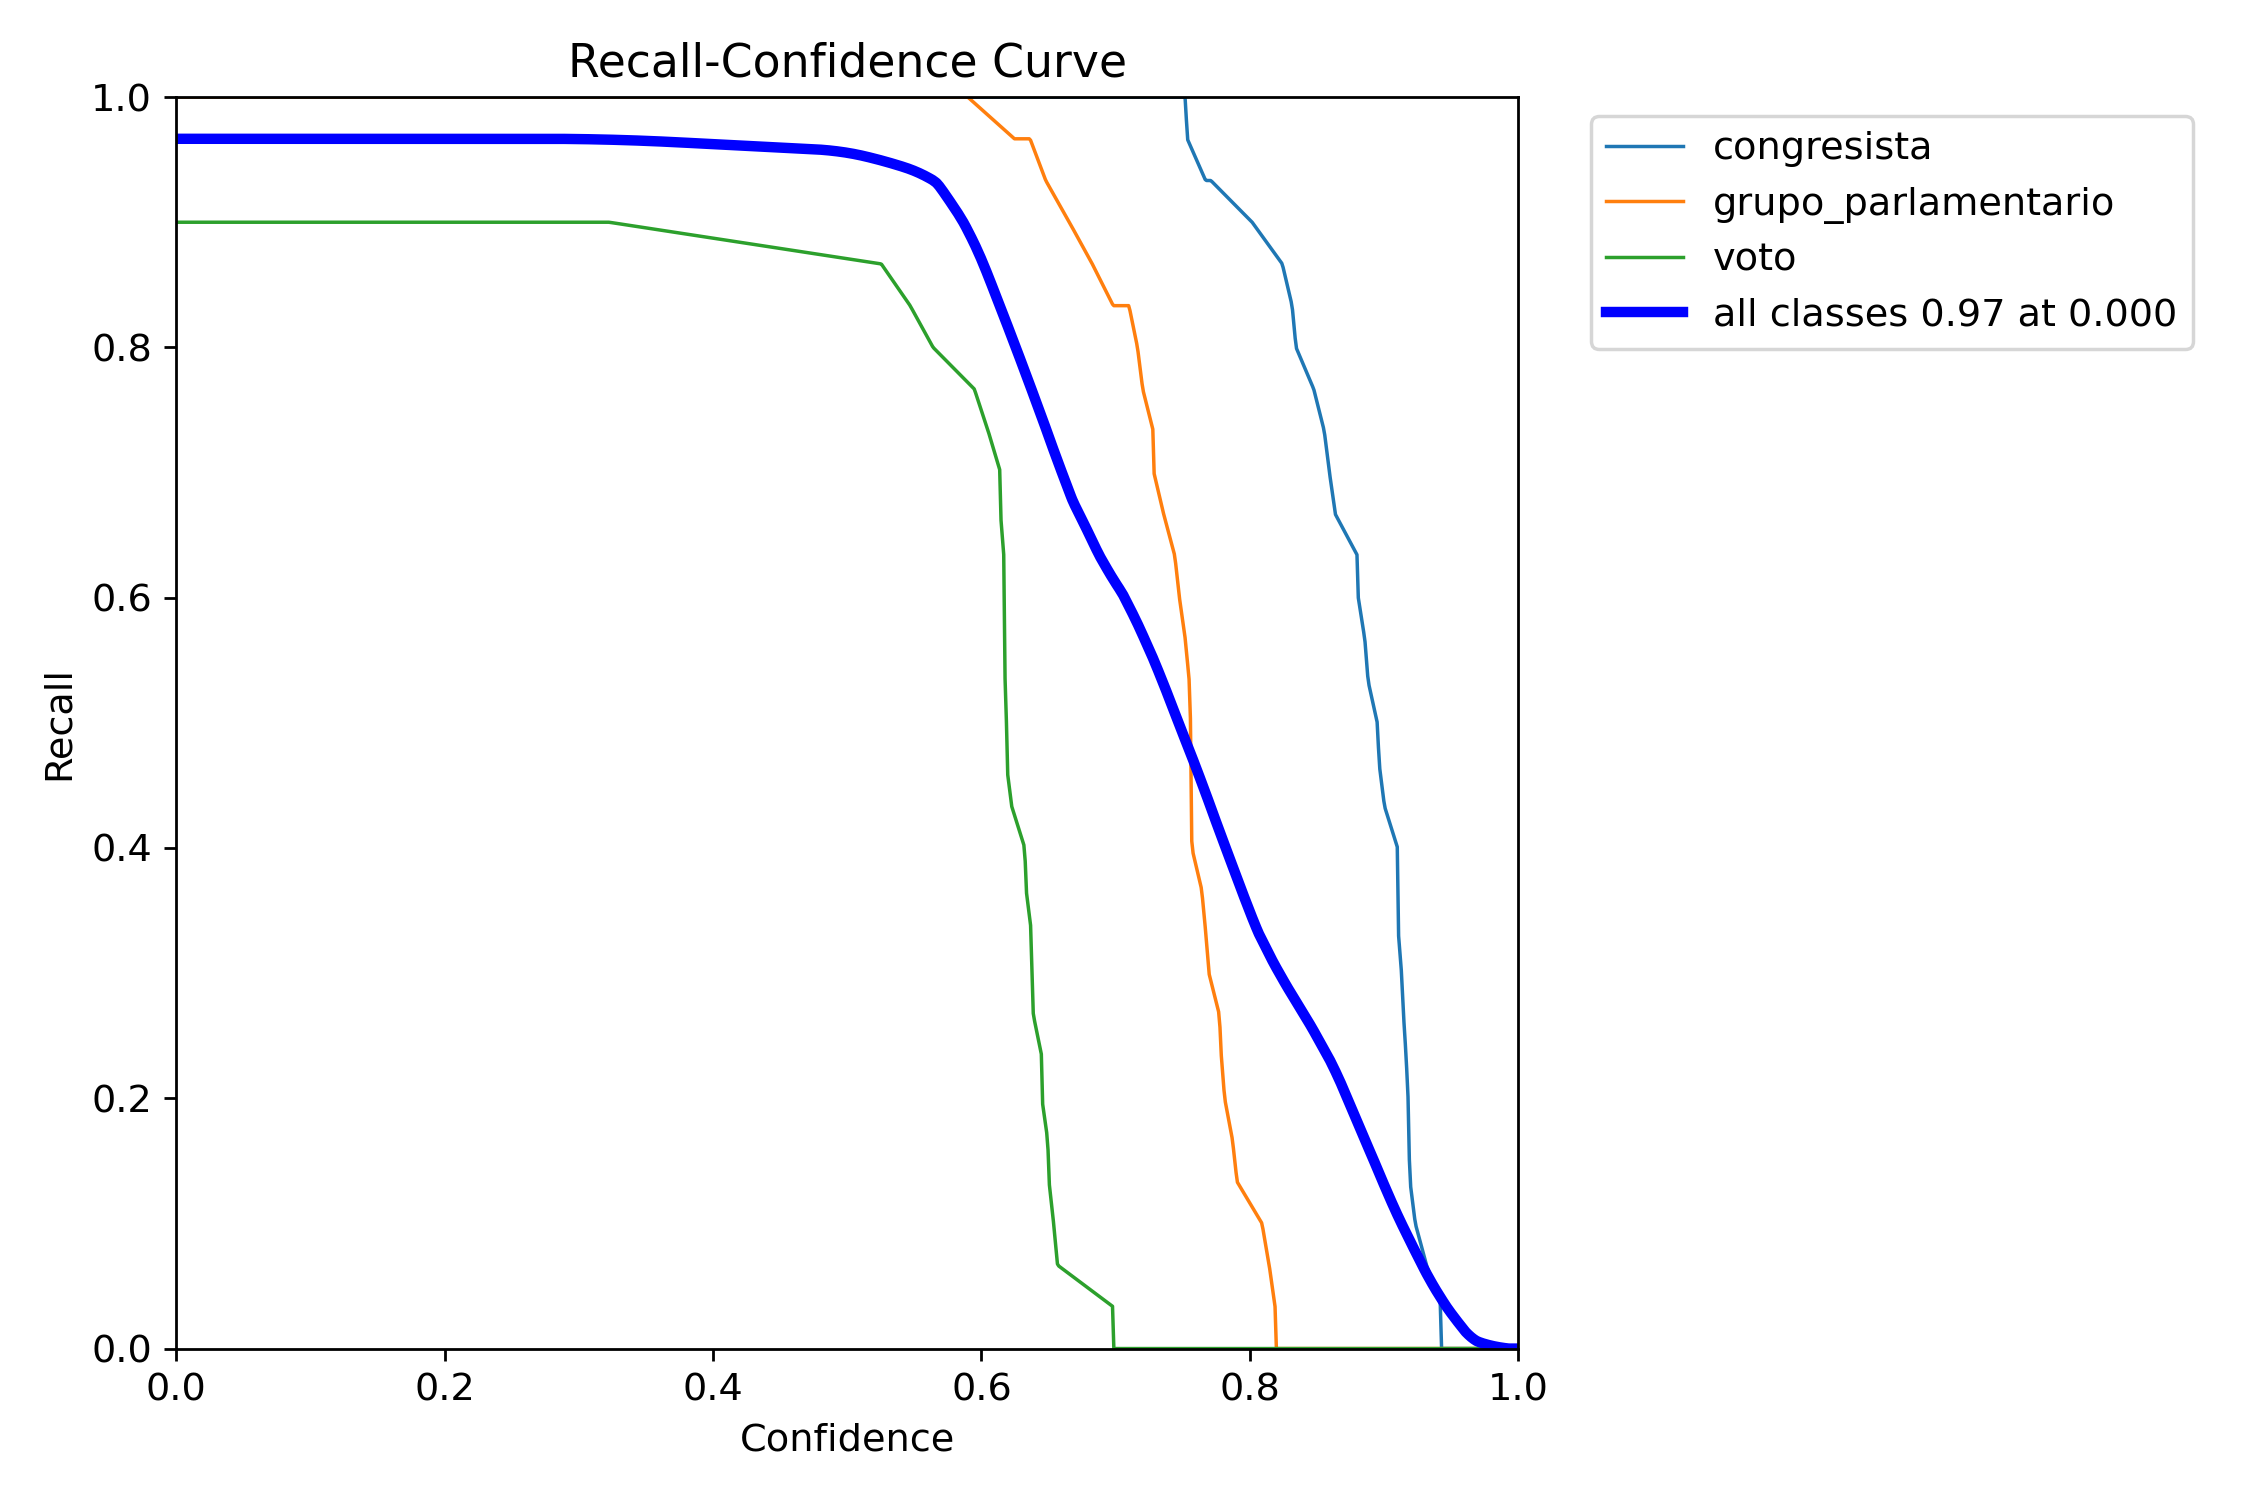 Recall-Confidence Curve
1.0
0.8
0.6
0.4
0.2
0.0
Recall
0.0 0.2 0.4 0.6 0.8 1.0
Confidence
congresista
grupo_parlamentario
voto
all classes 0.97 at 0.000